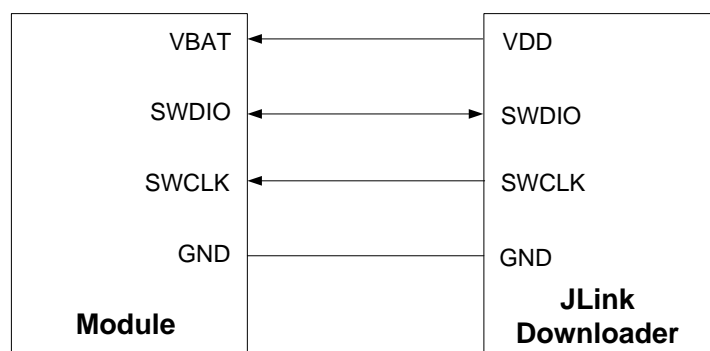 VBAT VDD
SWDIO SWDIO
SWCLK SWCLK
GND GND
Module
JLink
Downloader